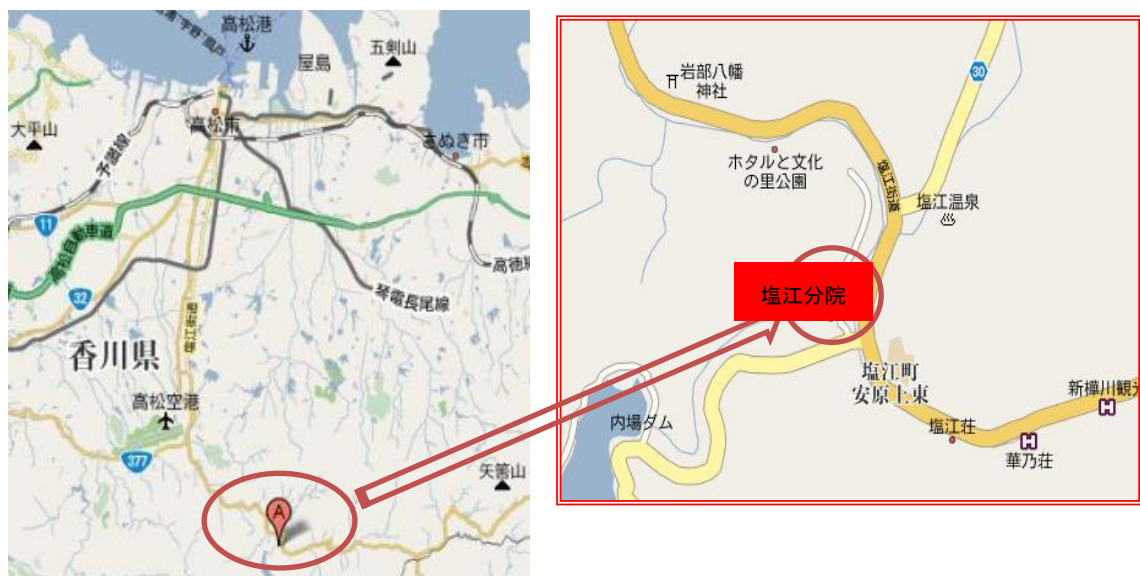 高松港
五剣山
屋島
大平山
高松市
さぬき市
予讃線
11
高松自動車道
高徳線
32
琴電長尾線
塩江街道
香川県
高松空港
377
矢筈山
A
30
岩部八幡
神社
ホタルと文化
の里公園
塩江街道
塩江温泉
塩江分院
塩江町
安原上東
新樺川観光
内場ダム
塩江荘
H
H
華乃荘